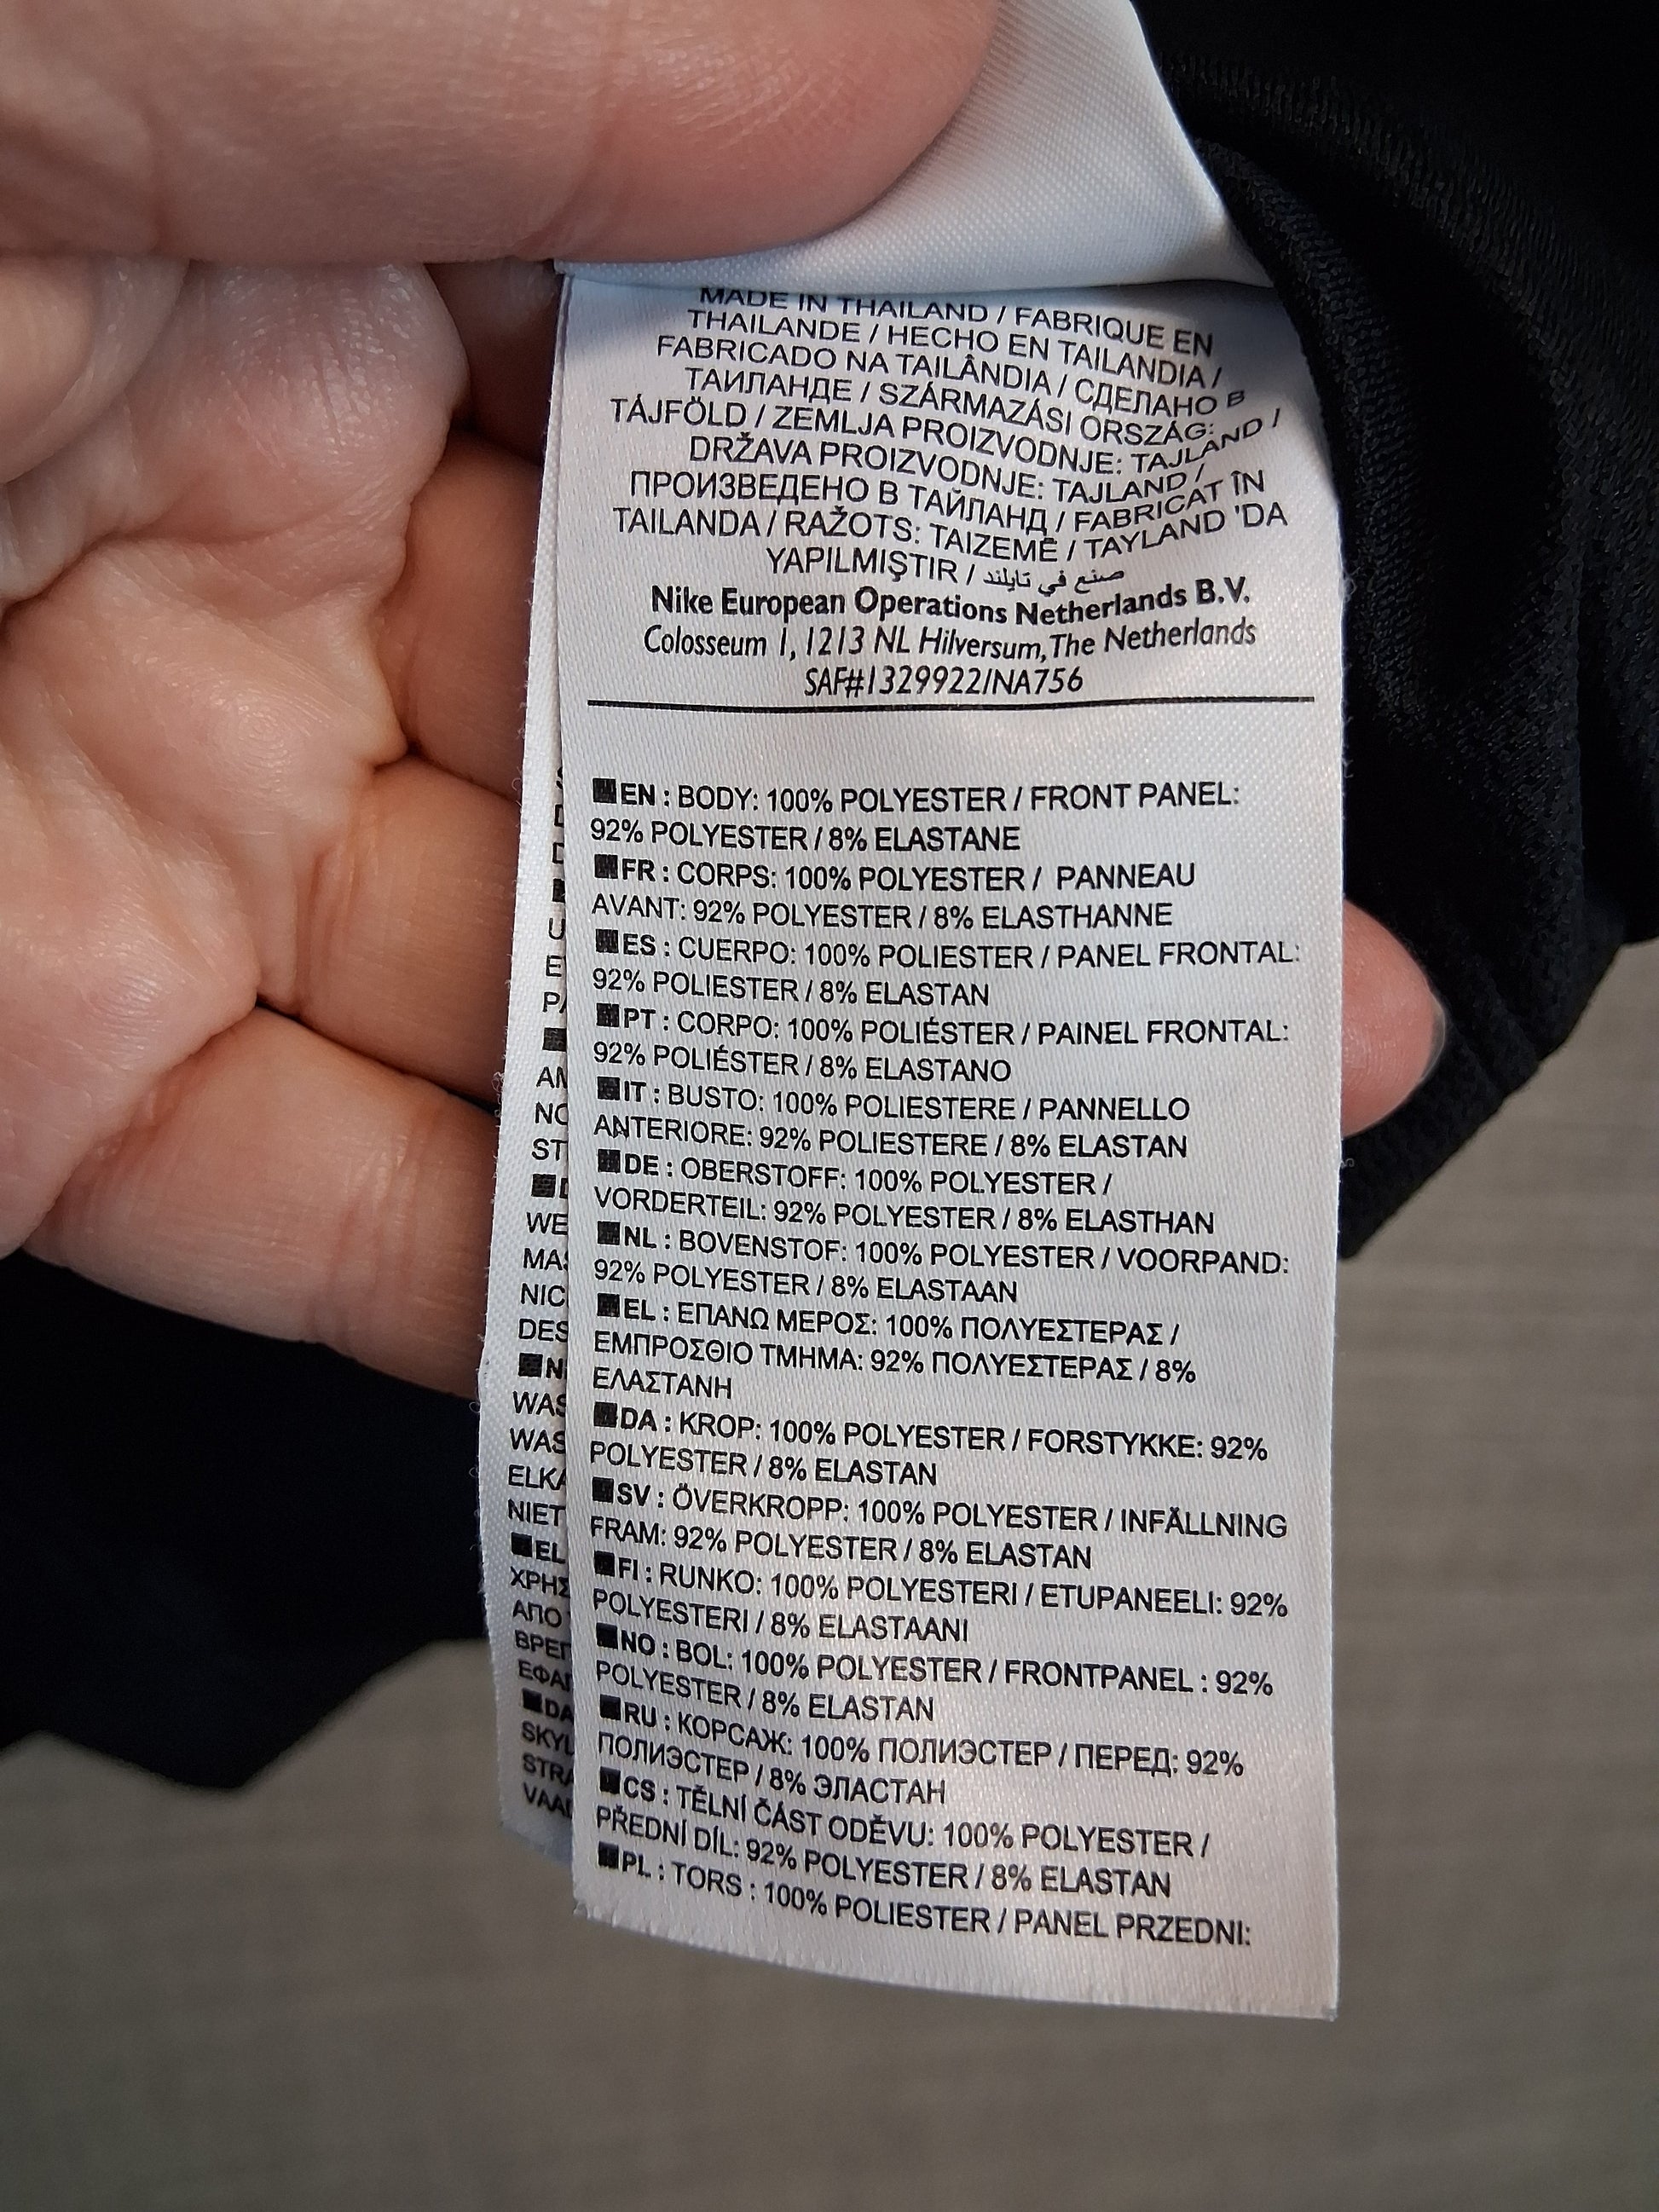 MADE IN THAILAND / FABRIQUE EN
THAILANDE / HECHO EN TAILANDIA /
FABRICADO NA TAILÂNDIA / СДЕЛАНО В
ТАИЛАНДЕ / SZÁRMAZÁSI ORSZÁG:
TÁJFÖLD / ZEMLJA PROIZVODNJE: TAJLAND /
DRŽAVA PROIZVODNJE: TAJLAND /
ПРОИЗВЕДЕНО В ТАЙЛАНД / FABRICAT ÎN
TAILANDA / RAŽOTS: TAIZEMĒ / TAYLAND 'DA
YAPILMIŞTIR / صنع في تايلند
Nike European Operations Netherlands B.V.
Colosseum 1, 1213 NL Hilversum, The Netherlands
SAF#1329922/NA756
EN : BODY: 100% POLYESTER / FRONT PANEL:
92% POLYESTER / 8% ELASTANE
FR : CORPS: 100% POLYESTER / PANNEAU
AVANT: 92% POLYESTER / 8% ELASTHANNE
ES : CUERPO: 100% POLIESTER / PANEL FRONTAL:
92% POLIESTER / 8% ELASTAN
PT : CORPO: 100% POLIÉSTER / PAINEL FRONTAL:
92% POLIÉSTER / 8% ELASTANO
IT : BUSTO: 100% POLIESTERE / PANNELLO
ANTERIORE: 92% POLIESTERE / 8% ELASTAN
DE : OBERSTOFF: 100% POLYESTER /
VORDERTEIL: 92% POLYESTER / 8% ELASTHAN
NL : BOVENSTOF: 100% POLYESTER / VOORPAND:
92% POLYESTER / 8% ELASTAAN
EL : ΕΠΑΝΩ ΜΕΡΟΣ: 100% ΠΟΛΥΕΣΤΕΡΑΣ /
ΕΜΠΡΟΣΘΙΟ ΤΜΗΜΑ: 92% ΠΟΛΥΕΣΤΕΡΑΣ / 8%
ΕΛΑΣΤΑΝΗ
DA : KROP: 100% POLYESTER / FORSTYKKE: 92%
POLYESTER / 8% ELASTAN
SV : ÖVERKROPP: 100% POLYESTER / INFÄLLNING
FRAM: 92% POLYESTER / 8% ELASTAN
FI : RUNKO: 100% POLYESTERI / ETUPANEELI: 92%
POLYESTERI / 8% ELASTAANI
NO : BOL: 100% POLYESTER / FRONTPANEL : 92%
POLYESTER / 8% ELASTAN
RU : КОРСАЖ: 100% ПОЛИЭСТЕР / ПЕРЕД: 92%
ПОЛИЭСТЕР / 8% ЭЛАСТАН
CS : TĚLNÍ ČÁST ODĚVU: 100% POLYESTER /
PŘEDNÍ DÍL: 92% POLYESTER / 8% ELASTAN
PL : TORS : 100% POLIESTER / PANEL PRZEDNI: